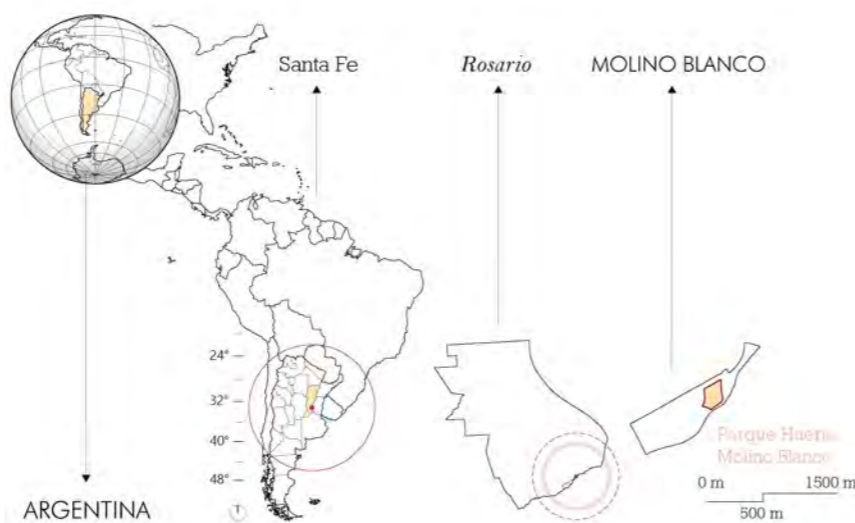 Santa Fe
Rosario
MOLINO BLANCO
24°
32°
40°
48°
ARGENTINA
Parque Huerta
Molino Blanco
0 m 1500 m
500 m